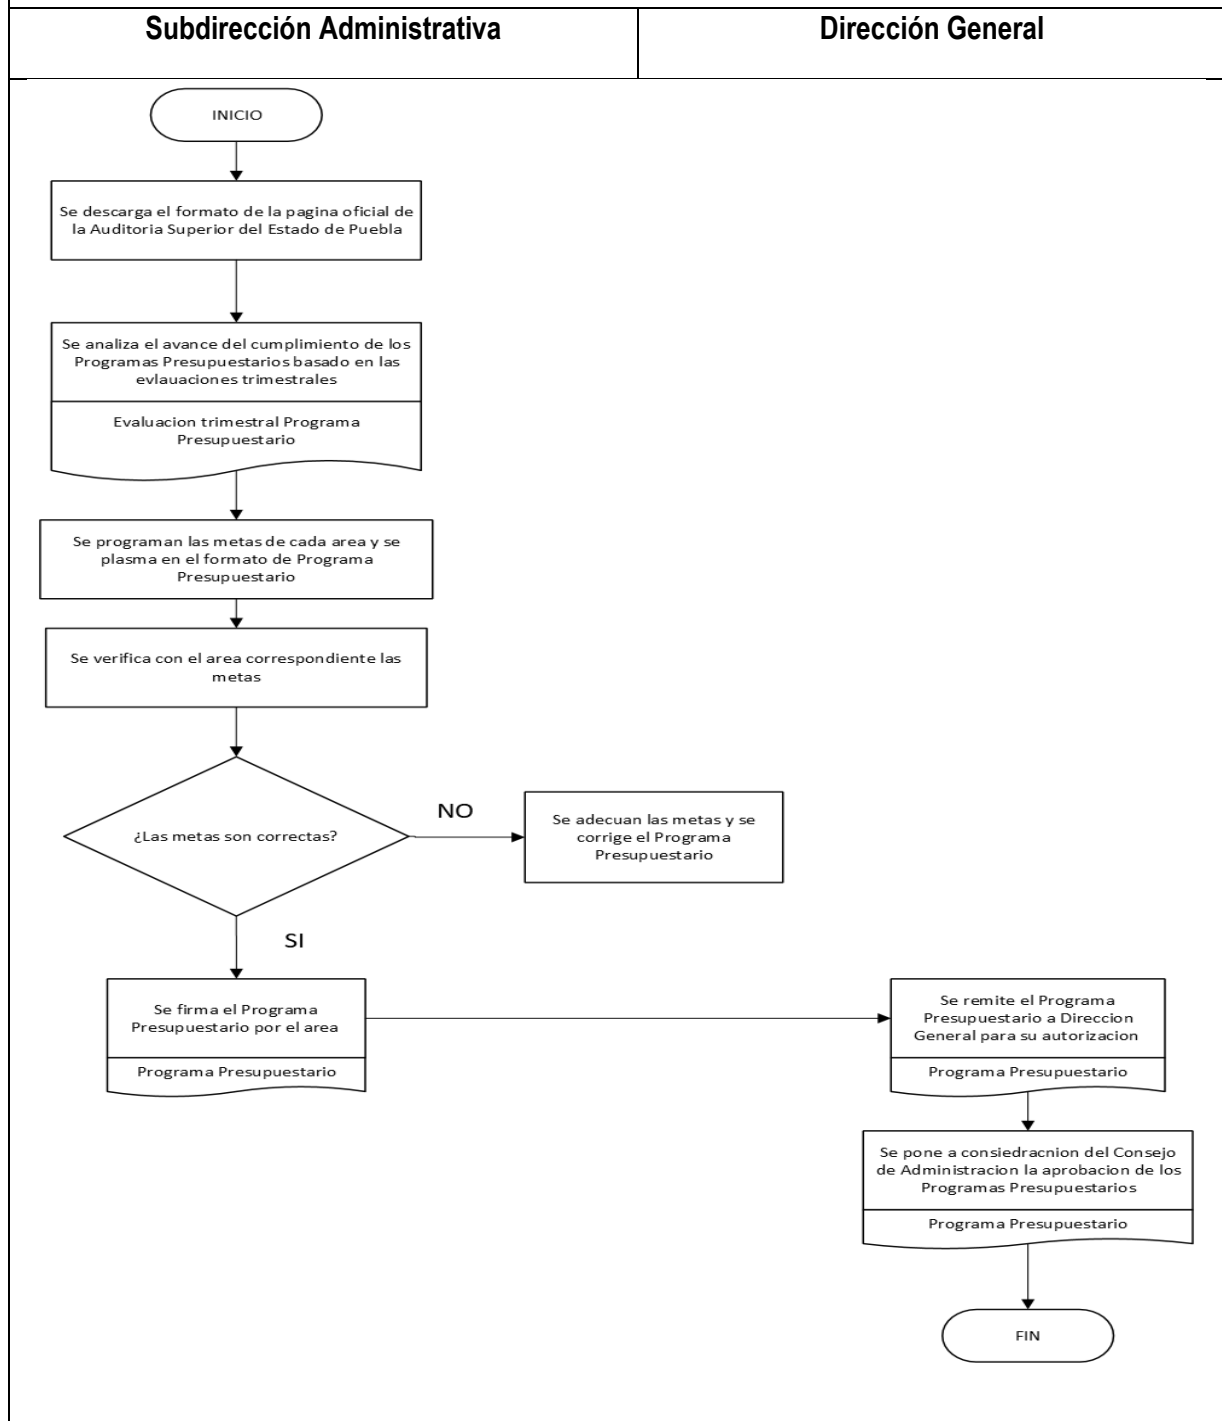 Subdirección Administrativa
Dirección General
INICIO
Se descarga el formato de la pagina oficial de
la Auditoria Superior del Estado de Puebla
Se analiza el avance del cumplimiento de los
Programas Presupuestarios basado en las
evlauaciones trimestrales
Evaluacion trimestral Programa
Presupuestario
Se programan las metas de cada area y se
plasma en el formato de Programa
Presupuestario
Se verifica con el area correspondiente las
metas
¿Las metas son correctas?
NO
Se adecuan las metas y se
corrige el Programa
Presupuestario
SI
Se firma el Programa
Presupuestario por el area
Programa Presupuestario
Se remite el Programa
Presupuestario a Direccion
General para su autorizacion
Programa Presupuestario
Se pone a consiedracnion del Consejo
de Administracion la aprobacion de los
Programas Presupuestarios
Programa Presupuestario
FIN